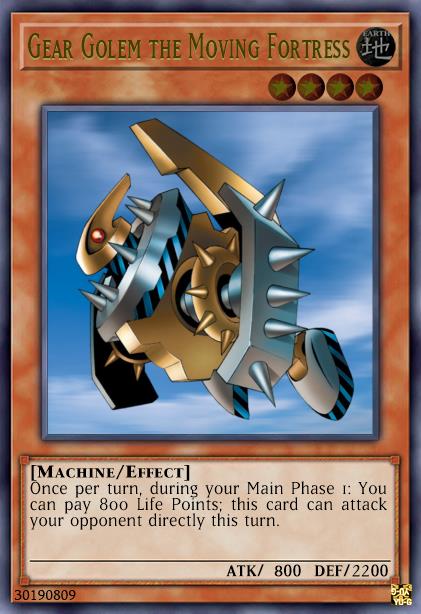 Gear Golem the Moving Fortress
EARTH
地
[Machine/Effect]
Once per turn, during your Main Phase 1: You
can pay 800 Life Points; this card can attack
your opponent directly this turn.
ATK/ 800 DEF/2200
30190809